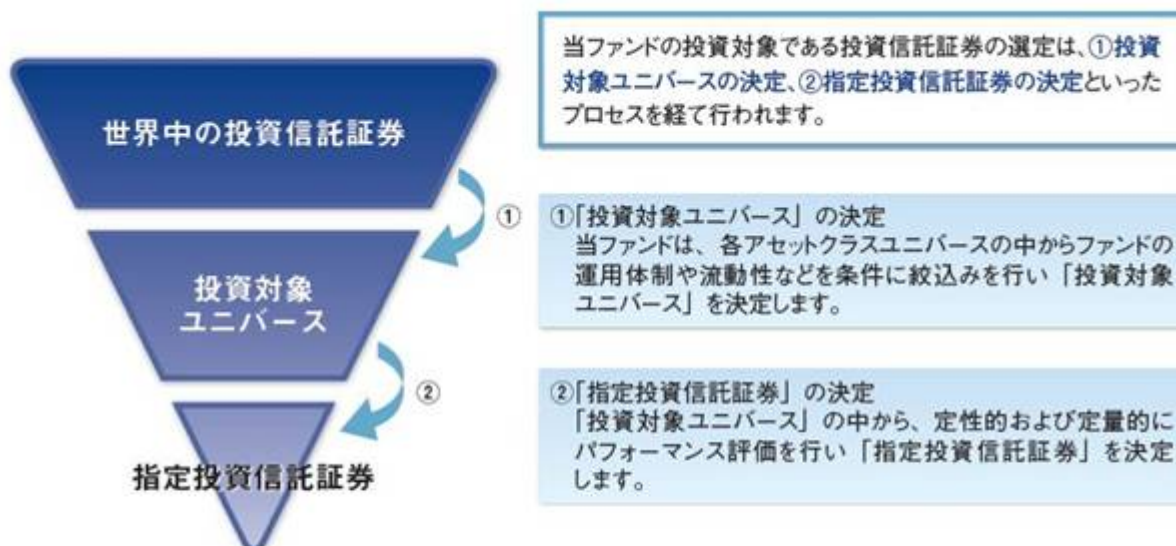 世界中の投資信託証券
①
投資対象
ユニバース
②
指定投資信託証券
当ファンドの投資対象である投資信託証券の選定は、①投資
対象ユニバースの決定、②指定投資信託証券の決定といった
プロセスを経て行われます。
①「投資対象ユニバース」の決定
当ファンドは、各アセットクラスユニバースの中からファンドの
運用体制や流動性などを条件に絞込みを行い「投資対象
ユニバース」を決定します。
②「指定投資信託証券」の決定
「投資対象ユニバース」の中から、定性的および定量的に
パフォーマンス評価を行い「指定投資信託証券」を決定
します。